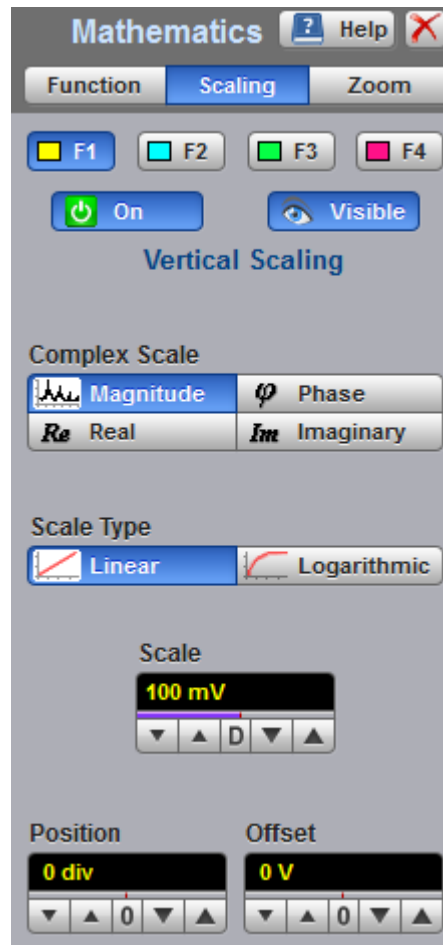 Mathematics ? Help
Function Scaling Zoom
F1 F2 F3 F4
On Visible
Vertical Scaling
Complex Scale
Magnitude φ Phase
Re Real Im Imaginary
Scale Type
Linear Logarithmic
Scale
100 mV
D
Position Offset
0 div 0 V
0 0